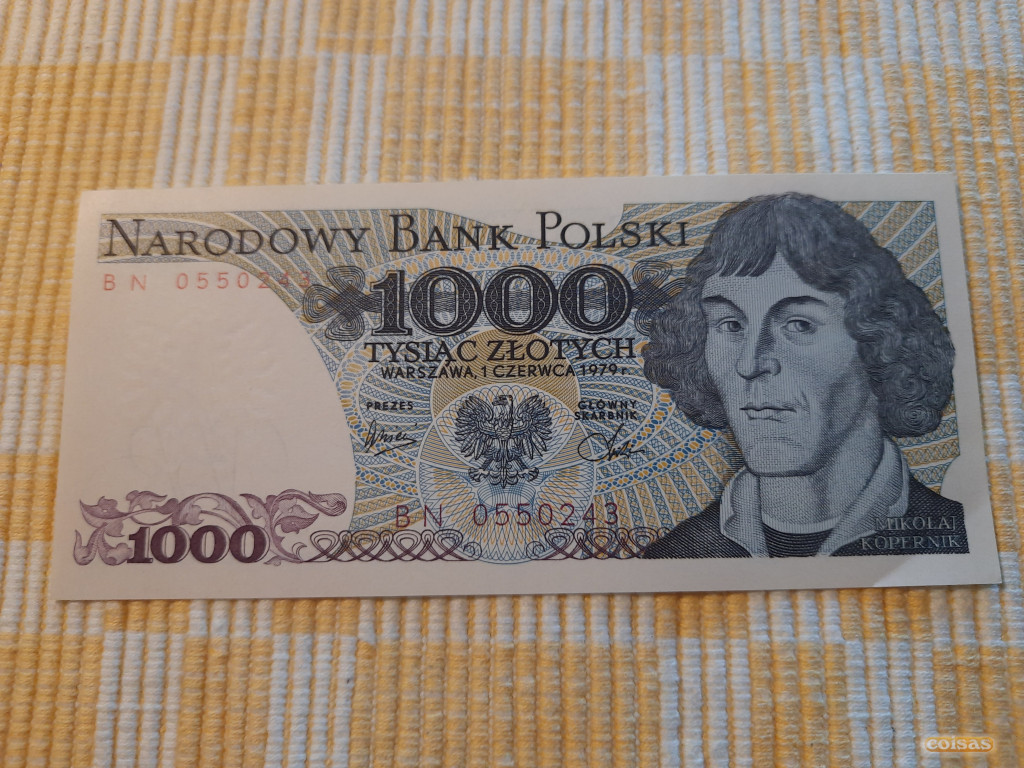 NARODOWY BANK POLSKI
BN 0550243
1000
TYSIĄC ZŁOTYCH
WARSZAWA, 1 CZERWCA 1979 r.
PREZES
GŁÓWNY
SKARBNIK
BN 0550243
1000
MIKOŁAJ
KOPERNIK
coisas